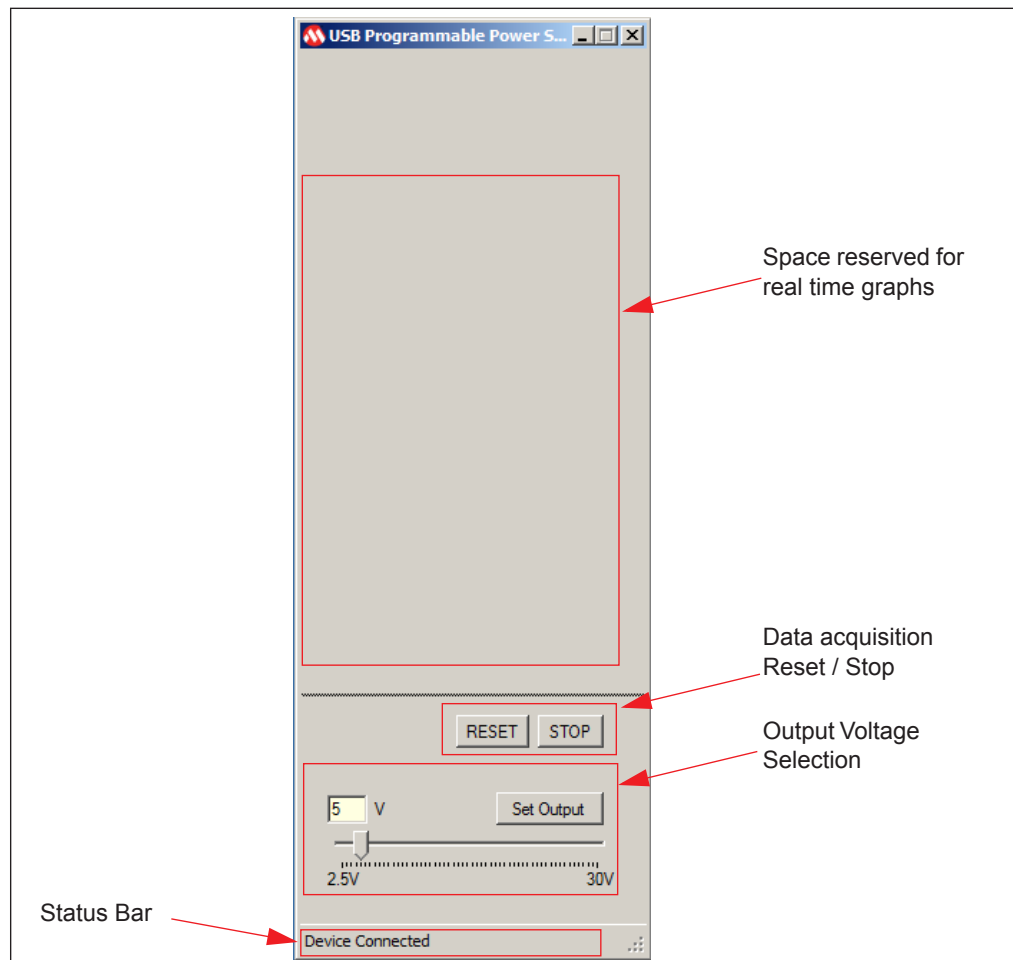 USB Programmable Power S...
Space reserved for
real time graphs
Data acquisition
Reset / Stop
RESET
STOP
Output Voltage
Selection
5 V
Set Output
2.5V
30V
Status Bar
Device Connected